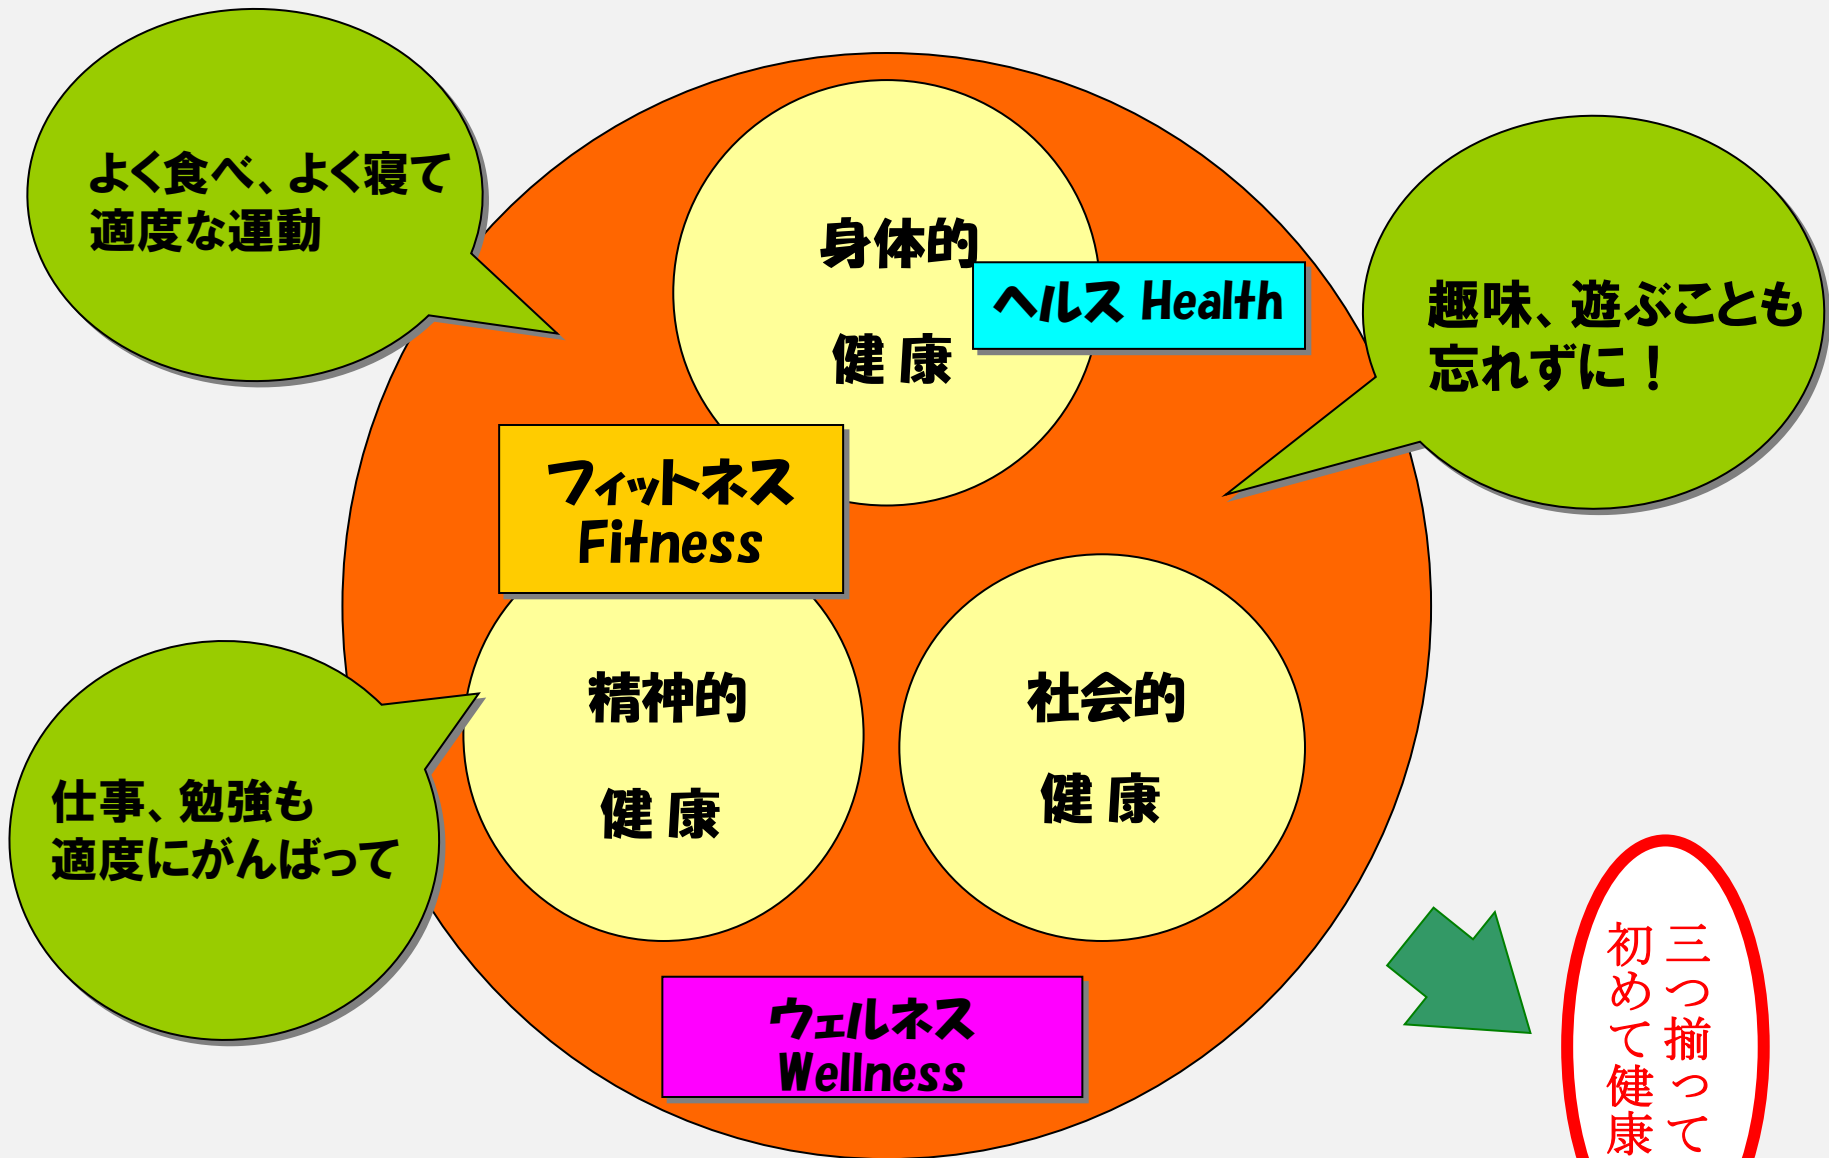 よく食べ、よく寝て
適度な運動
身体的
健 康
ヘルス Health
趣味、遊ぶことも
忘れずに！
フィットネス
Fitness
精神的
健 康
社会的
健 康
仕事、勉強も
適度にがんばって
ウェルネス
Wellness
三つ揃って
初めて健康